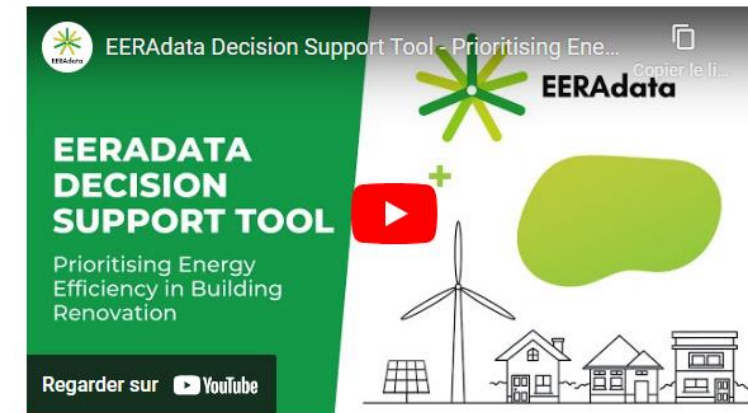 EERAdata
EERAdata Decision Support Tool - Prioritising Ene...
Copier le li...
EERAdata
EERADATA
DECISION
SUPPORT TOOL
Prioritising Energy
Efficiency in Building
Renovation
Regarder sur YouTube